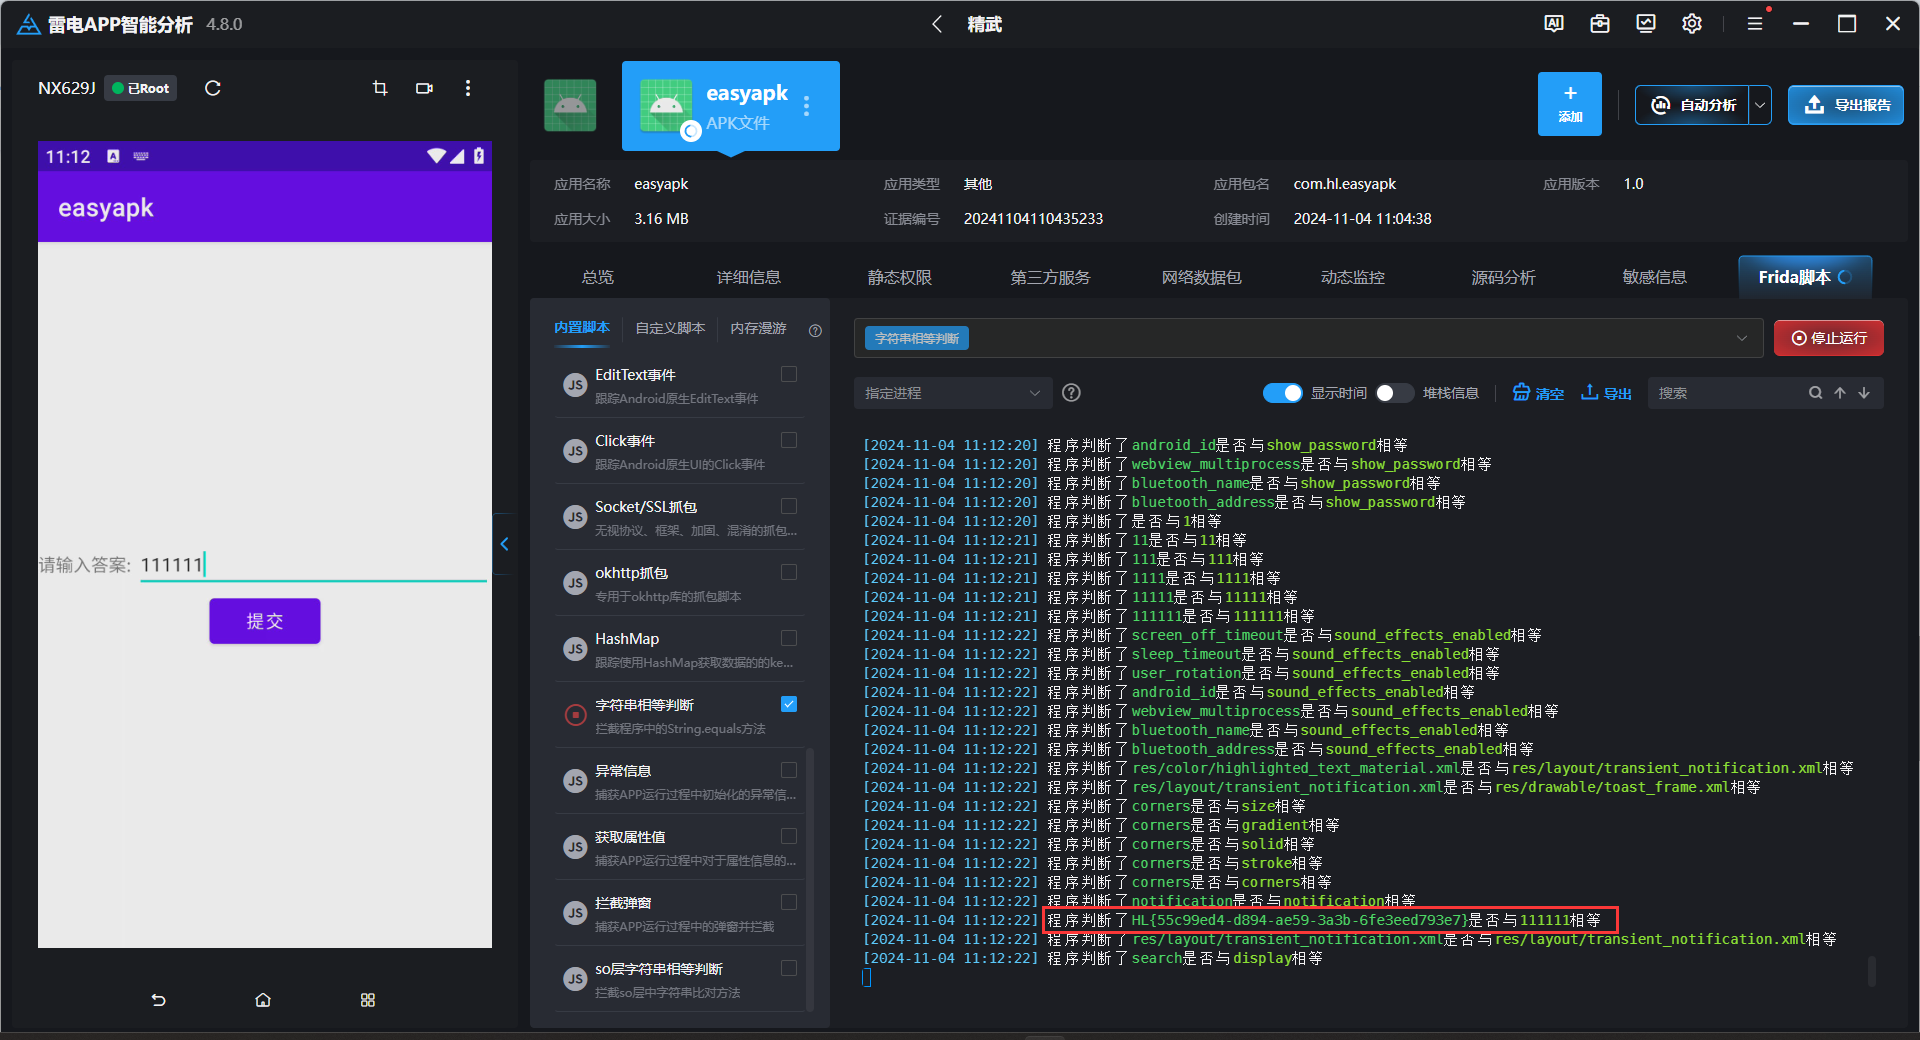 雷电APP智能分析 4.8.0
精武
NX629J 已Root
easyapk
APK文件
添加
自动分析
导出报告
11:12
easyapk
请输入答案: 111111
提交
应用名称 easyapk 应用类型 其他 应用包名 com.hl.easyapk 应用版本 1.0
应用大小 3.16 MB 证据编号 20241104110435233 创建时间 2024-11-04 11:04:38
总览 详细信息 静态权限 第三方服务 网络数据包 动态监控 源码分析 敏感信息 Frida脚本
内置脚本 自定义脚本 内存漫游
JS EditText事件
跟踪Android原生EditText事件
JS Click事件
跟踪Android原生UI的Click事件
JS Socket/SSL抓包
无视协议、框架、加固、混淆的抓包...
JS okhttp抓包
专用于okhttp库的抓包脚本
JS HashMap
跟踪使用HashMap获取数据的的ke...
字符串相等判断
拦截程序中的String.equals方法
JS 异常信息
捕获APP运行过程中初始化的异常信...
JS 获取属性值
捕获APP运行过程中对于属性信息的...
JS 拦截弹窗
捕获APP运行过程中的弹窗并拦截
JS so层字符串相等判断
拦截so层中字符串比对方法
字符串相等判断
停止运行
指定进程 显示时间 堆栈信息 清空 导出 搜索
[2024-11-04 11:12:20] 程序判断了android_id是否与show_password相等
[2024-11-04 11:12:20] 程序判断了webview_multiprocess是否与show_password相等
[2024-11-04 11:12:20] 程序判断了bluetooth_name是否与show_password相等
[2024-11-04 11:12:20] 程序判断了bluetooth_address是否与show_password相等
[2024-11-04 11:12:20] 程序判断了是否与1相等
[2024-11-04 11:12:21] 程序判断了11是否与11相等
[2024-11-04 11:12:21] 程序判断了111是否与111相等
[2024-11-04 11:12:21] 程序判断了1111是否与1111相等
[2024-11-04 11:12:21] 程序判断了11111是否与11111相等
[2024-11-04 11:12:21] 程序判断了111111是否与111111相等
[2024-11-04 11:12:22] 程序判断了screen_off_timeout是否与sound_effects_enabled相等
[2024-11-04 11:12:22] 程序判断了sleep_timeout是否与sound_effects_enabled相等
[2024-11-04 11:12:22] 程序判断了user_rotation是否与sound_effects_enabled相等
[2024-11-04 11:12:22] 程序判断了android_id是否与sound_effects_enabled相等
[2024-11-04 11:12:22] 程序判断了webview_multiprocess是否与sound_effects_enabled相等
[2024-11-04 11:12:22] 程序判断了bluetooth_name是否与sound_effects_enabled相等
[2024-11-04 11:12:22] 程序判断了bluetooth_address是否与sound_effects_enabled相等
[2024-11-04 11:12:22] 程序判断了res/color/highlighted_text_material.xml是否与res/layout/transient_notification.xml相等
[2024-11-04 11:12:22] 程序判断了res/layout/transient_notification.xml是否与res/drawable/toast_frame.xml相等
[2024-11-04 11:12:22] 程序判断了corners是否与size相等
[2024-11-04 11:12:22] 程序判断了corners是否与gradient相等
[2024-11-04 11:12:22] 程序判断了corners是否与solid相等
[2024-11-04 11:12:22] 程序判断了corners是否与stroke相等
[2024-11-04 11:12:22] 程序判断了corners是否与corners相等
[2024-11-04 11:12:22] 程序判断了notification是否与notification相等
[2024-11-04 11:12:22] 程序判断了HL{55c99ed4-d894-ae59-3a3b-6fe3eed793e7}是否与111111相等
[2024-11-04 11:12:22] 程序判断了res/layout/transient_notification.xml是否与res/layout/transient_notification.xml相等
[2024-11-04 11:12:22] 程序判断了search是否与display相等